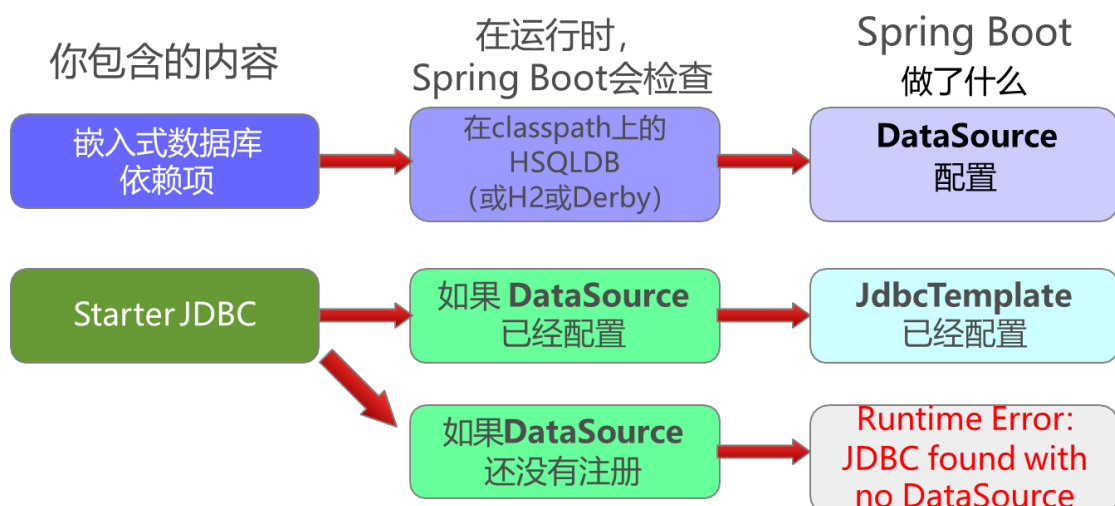 你包含的内容
在运行时，
Spring Boot会检查
Spring Boot
做了什么
嵌入式数据库
依赖项
在classpath上的
HSQLDB
（或H2或Derby）
DataSource
配置
Starter JDBC
如果 DataSource
已经配置
JdbcTemplate
已经配置
如果DataSource
还没有注册
Runtime Error:
JDBC found with
no DataSource